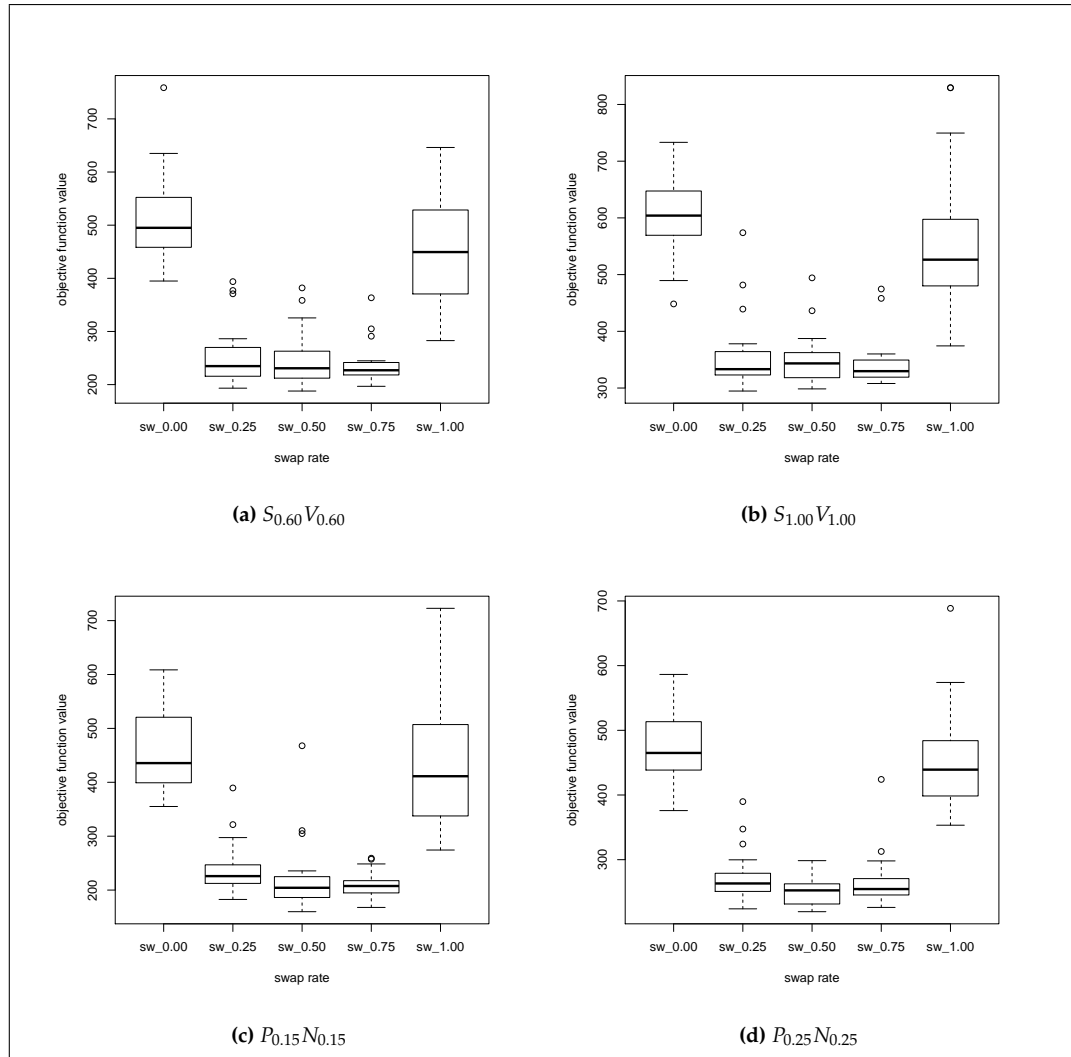 objective function value
700
600
500
400
300
200
sw_0.00 sw_0.25 sw_0.50 sw_0.75 sw_1.00
swap rate
(a) S0.60V0.60
objective function value
800
700
600
500
400
300
sw_0.00 sw_0.25 sw_0.50 sw_0.75 sw_1.00
swap rate
(b) S1.00V1.00
objective function value
700
600
500
400
300
200
sw_0.00 sw_0.25 sw_0.50 sw_0.75 sw_1.00
swap rate
(c) P0.15N0.15
objective function value
700
600
500
400
300
sw_0.00 sw_0.25 sw_0.50 sw_0.75 sw_1.00
swap rate
(d) P0.25N0.25